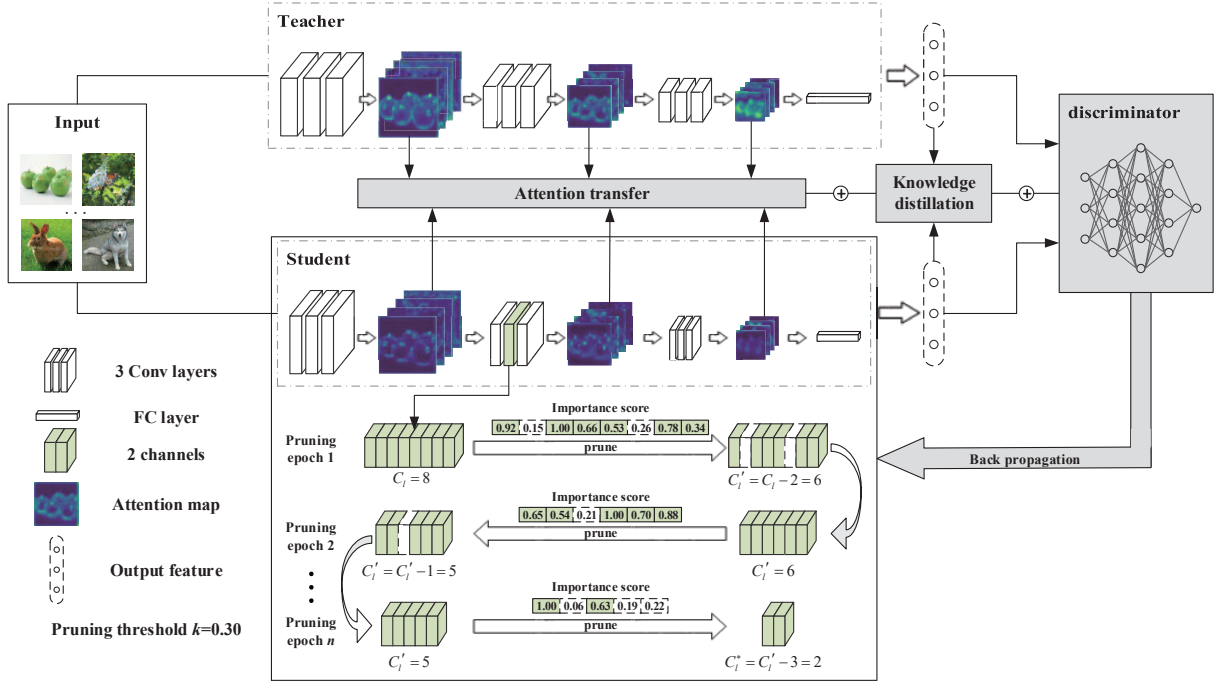 Teacher
Input
. . .
discriminator
Attention transfer
Knowledge
distillation
Student
3 Conv layers
FC layer
2 channels
Attention map
Output feature
Pruning threshold k=0.30
Pruning
epoch 1
C_l = 8
Importance score
0.92 0.15 1.00 0.66 0.53 0.26 0.78 0.34
prune
C_l' = C_l − 2 = 6
Back propagation
Pruning
epoch 2
C_l' = C_l' − 1 = 5
Importance score
0.65 0.54 0.21 1.00 0.70 0.88
prune
C_l' = 6
Pruning
epoch n
C_l' = 5
Importance score
1.00 0.06 0.63 0.19 0.22
prune
C_l* = C_l' − 3 = 2